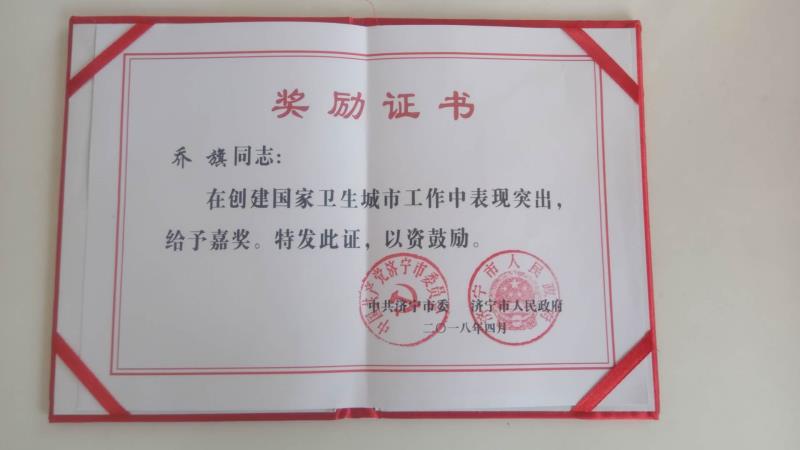 奖励证书
乔旗同志：
在创建国家卫生城市工作中表现突出，
给予嘉奖。特发此证，以资鼓励。
中国共产党济宁市委员会
济宁市人民政府
中共济宁市委 济宁市人民政府
二〇一八年四月